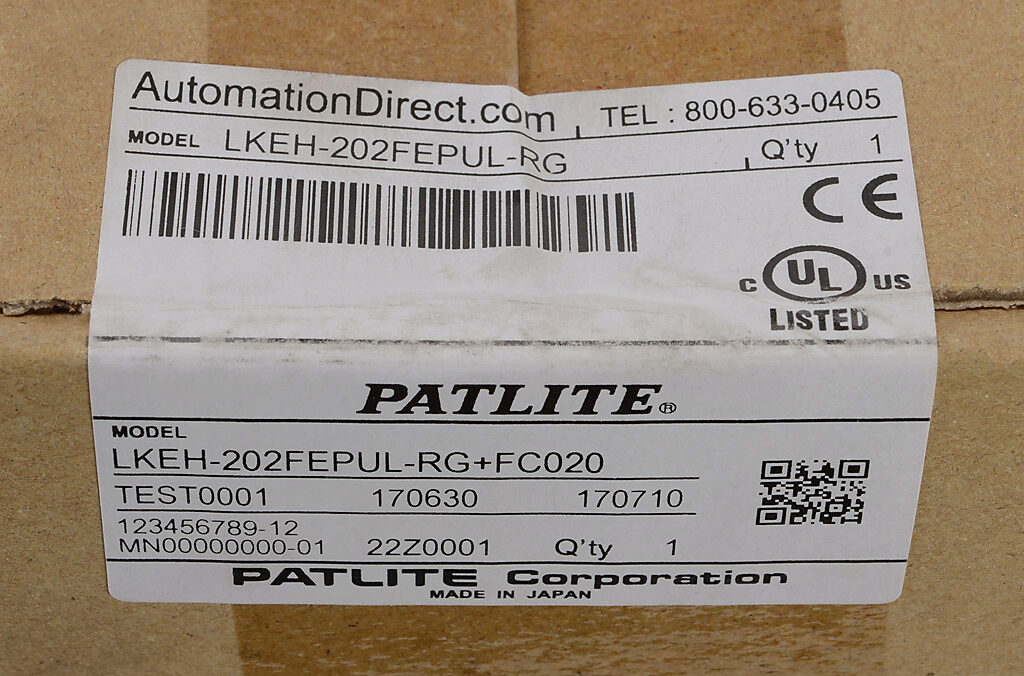 AutomationDirect.com TEL : 800-633-0405
MODEL LKEH-202FEPUL-RG Q'ty 1
CE
C UL US
LISTED
PATLITE®
MODEL
LKEH-202FEPUL-RG+FC020
TEST0001 170630 170710
123456789-12
MN00000000-01 22Z0001 Q'ty 1
PATLITE Corporation
MADE IN JAPAN